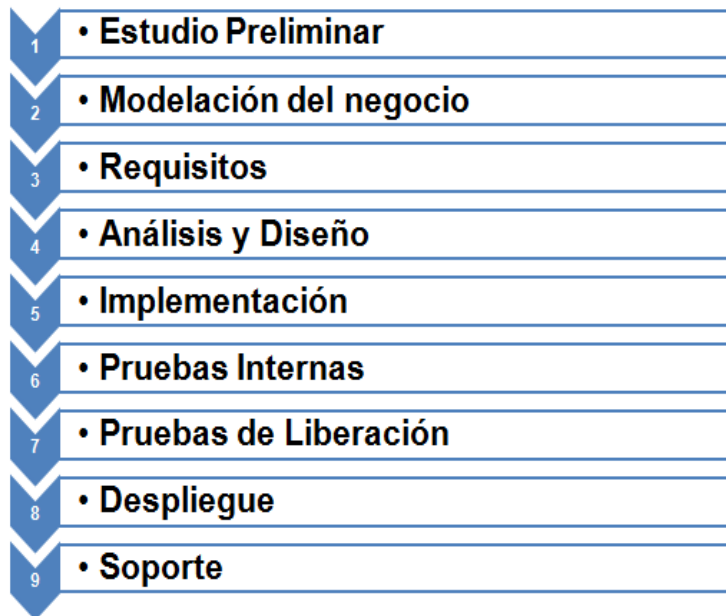 1 • Estudio Preliminar
2 • Modelación del negocio
3 • Requisitos
4 • Análisis y Diseño
5 • Implementación
6 • Pruebas Internas
7 • Pruebas de Liberación
8 • Despliegue
9 • Soporte